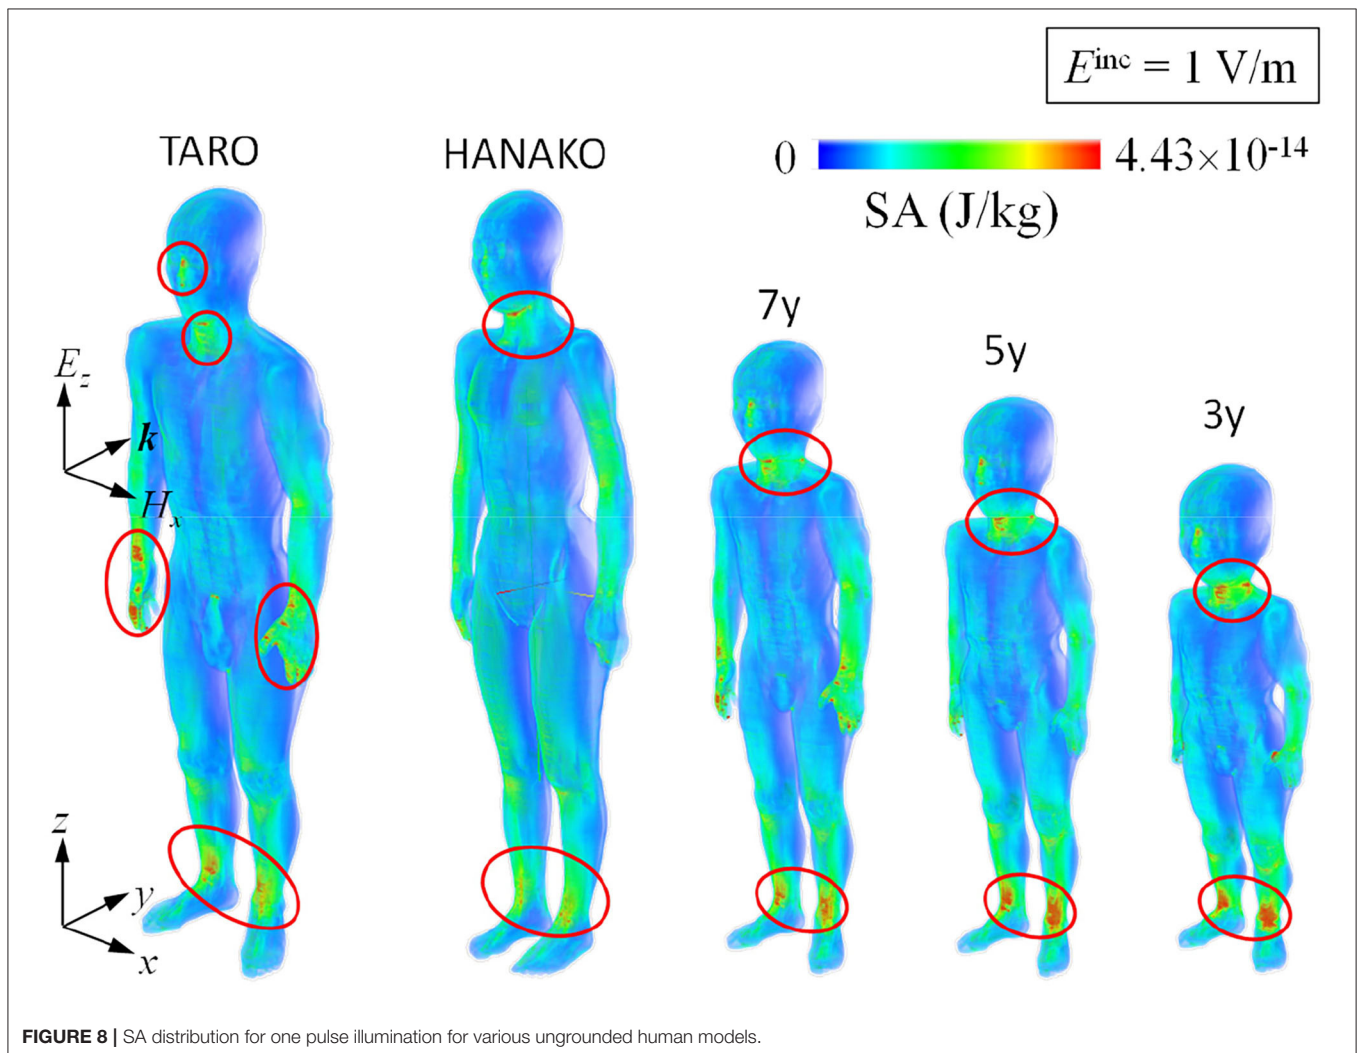 E^inc = 1 V/m
TARO
HANAKO
0
4.43×10^-14
SA (J/kg)
7y
5y
3y
E_z
k
H_x
z
y
x
FIGURE 8 | SA distribution for one pulse illumination for various ungrounded human models.